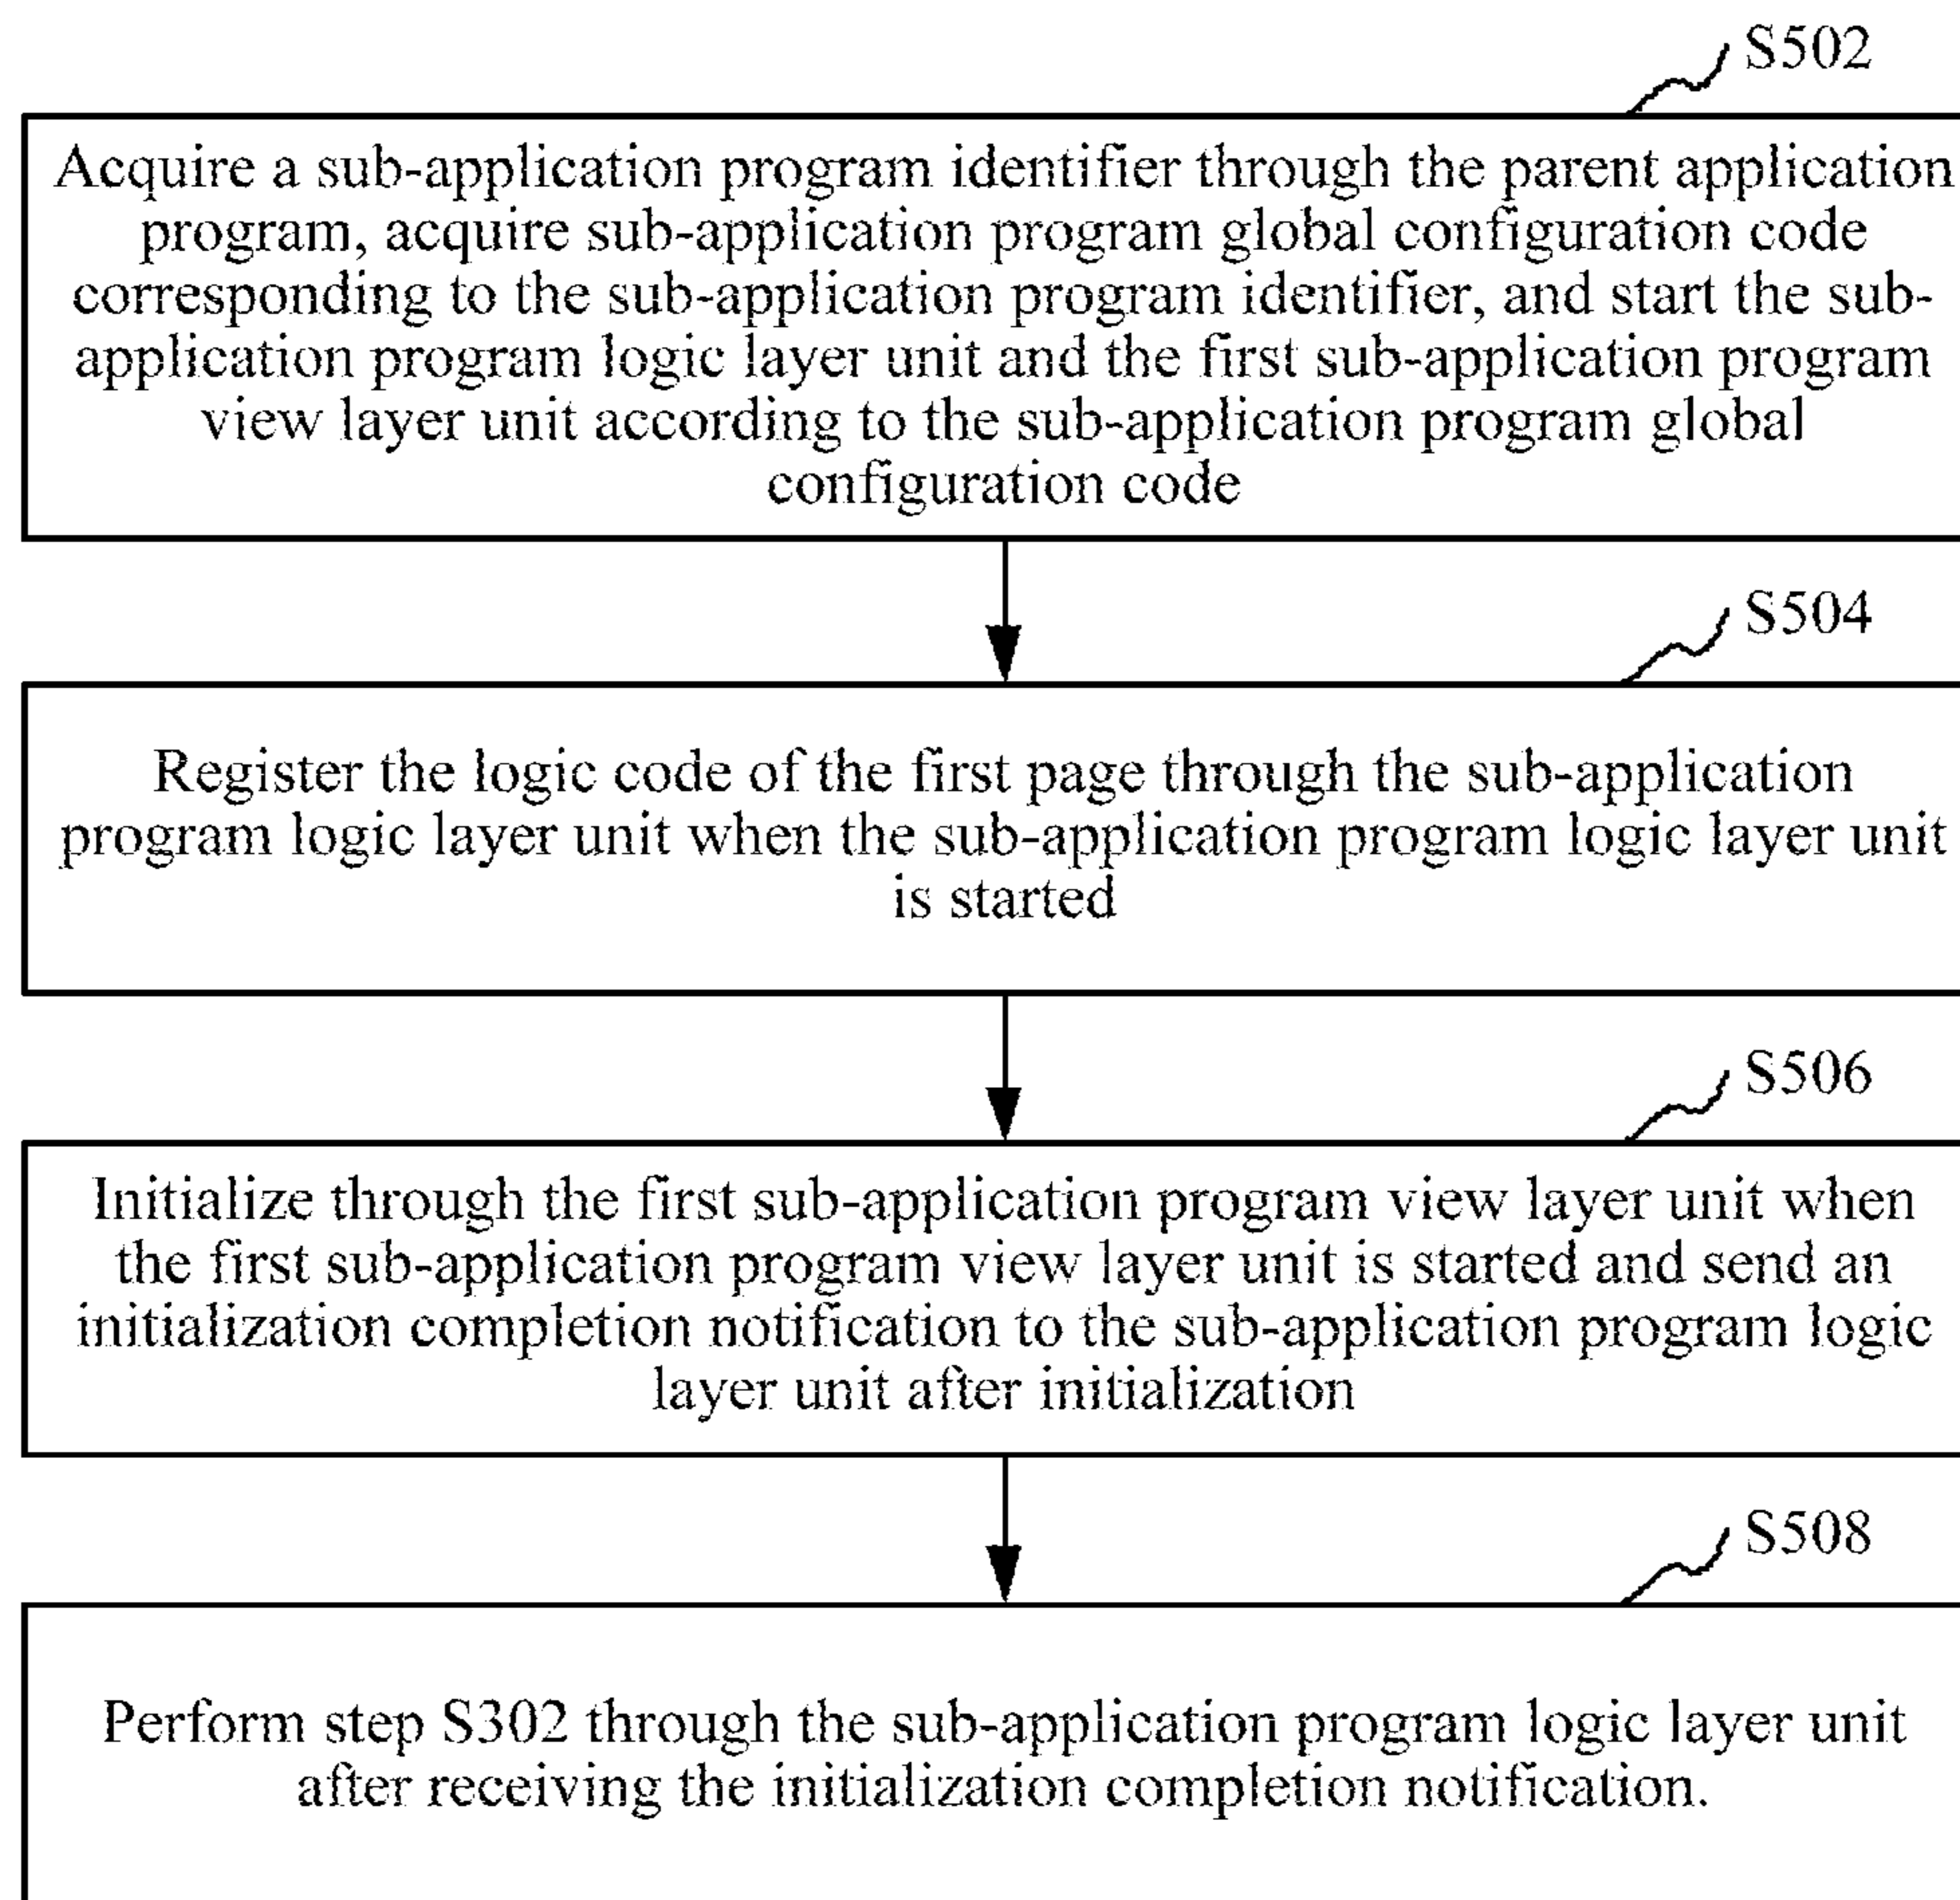 S502
Acquire a sub-application program identifier through the parent application
program, acquire sub-application program global configuration code
corresponding to the sub-application program identifier, and start the sub-
application program logic layer unit and the first sub-application program
view layer unit according to the sub-application program global
configuration code
S504
Register the logic code of the first page through the sub-application
program logic layer unit when the sub-application program logic layer unit
is started
S506
Initialize through the first sub-application program view layer unit when
the first sub-application program view layer unit is started and send an
initialization completion notification to the sub-application program logic
layer unit after initialization
S508
Perform step S302 through the sub-application program logic layer unit
after receiving the initialization completion notification.